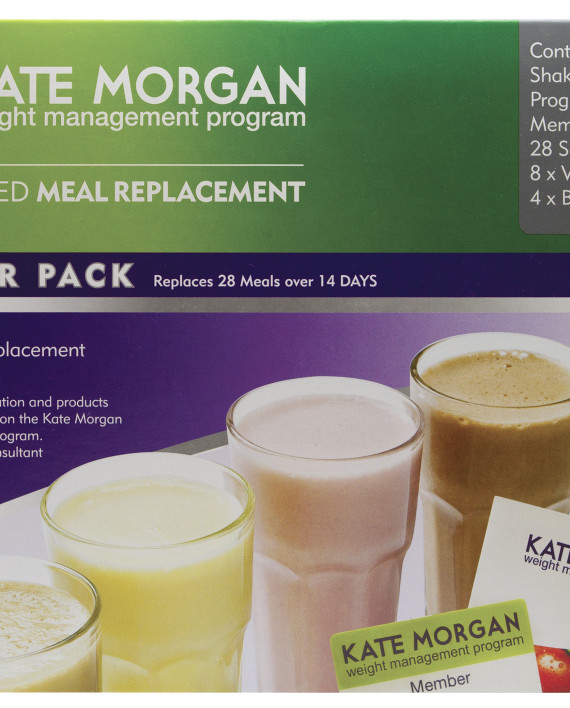 ATE MORGAN
ght management program
ED MEAL REPLACEMENT
Cont
Shak
Prog
Mem
28 S
8 x V
4 x B
R PACK Replaces 28 Meals over 14 DAYS
placement
ation and products
on the Kate Morgan
ogram.
nsultant
KAT
weight m
KATE MORGAN
weight management program
Member